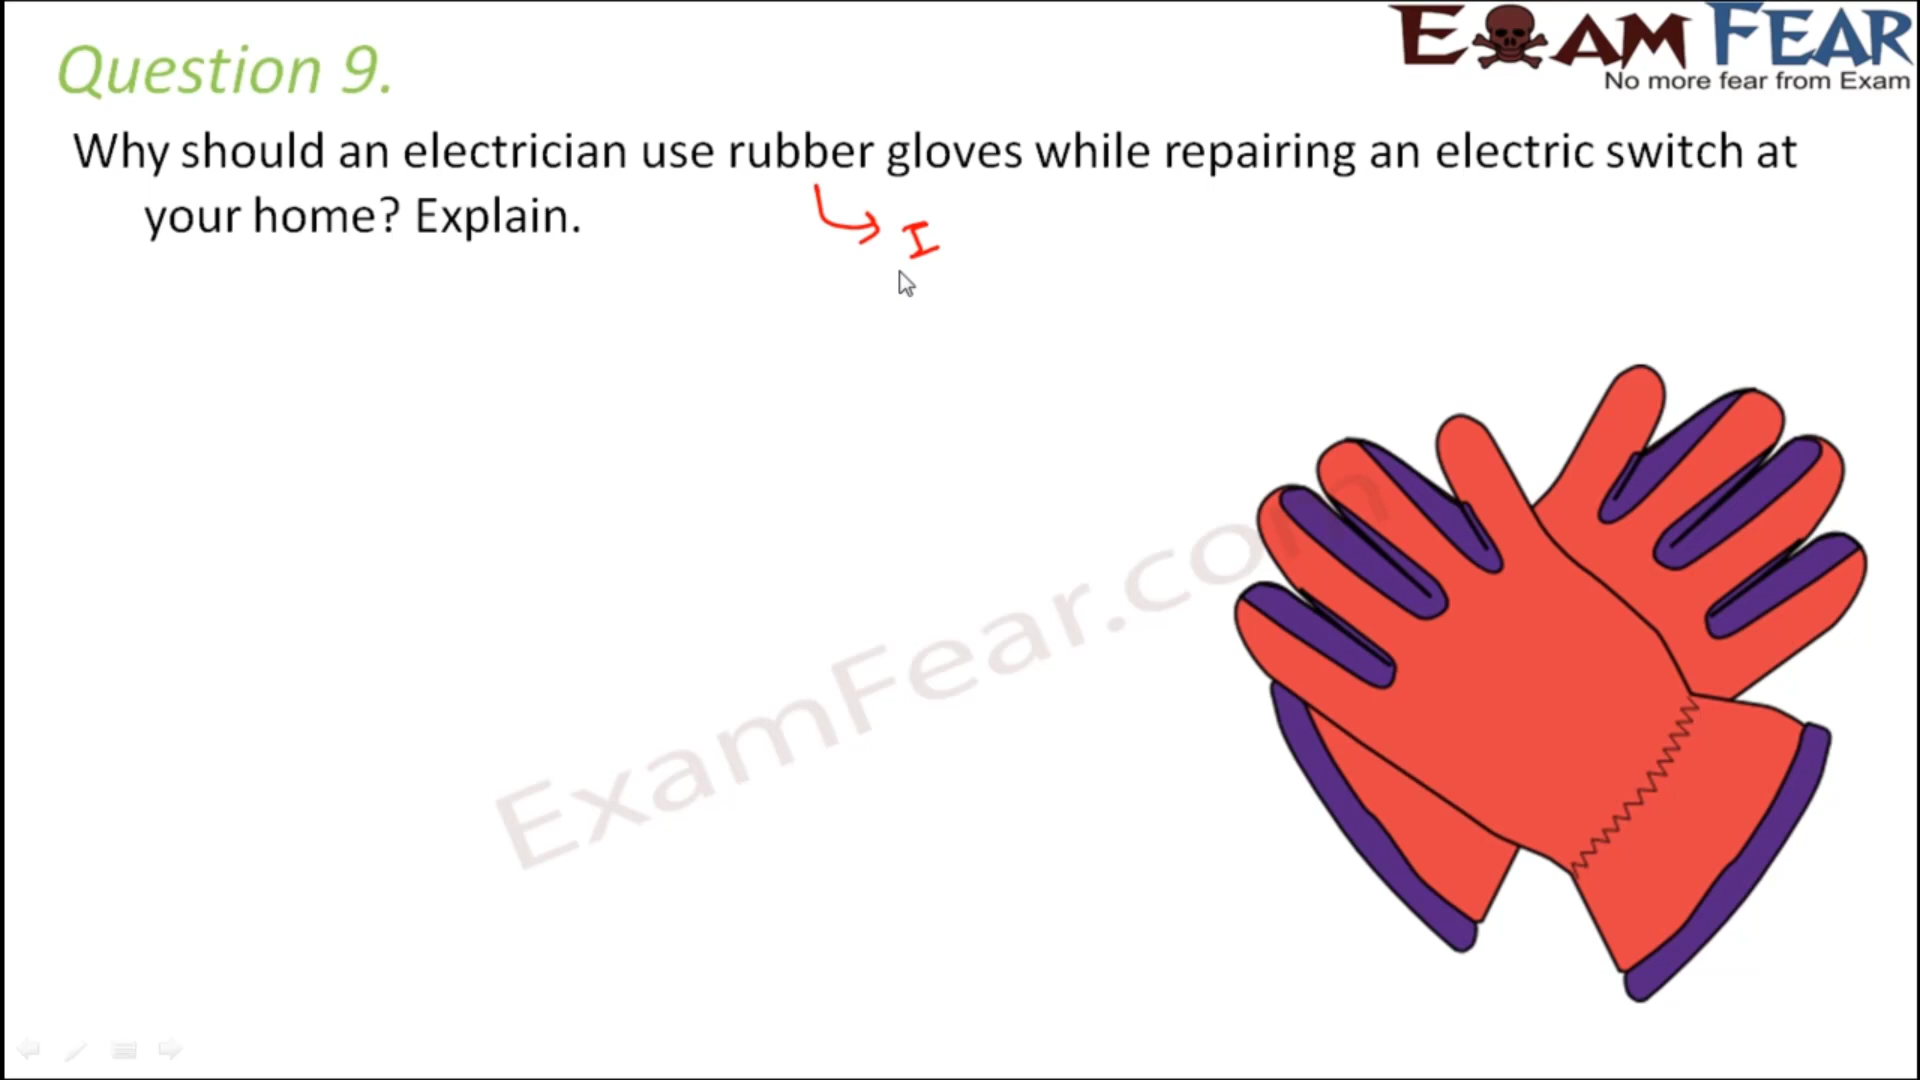 Question 9.
EXAM FEAR
No more fear from Exam
Why should an electrician use rubber gloves while repairing an electric switch at
your home? Explain.
I
ExamFear.com